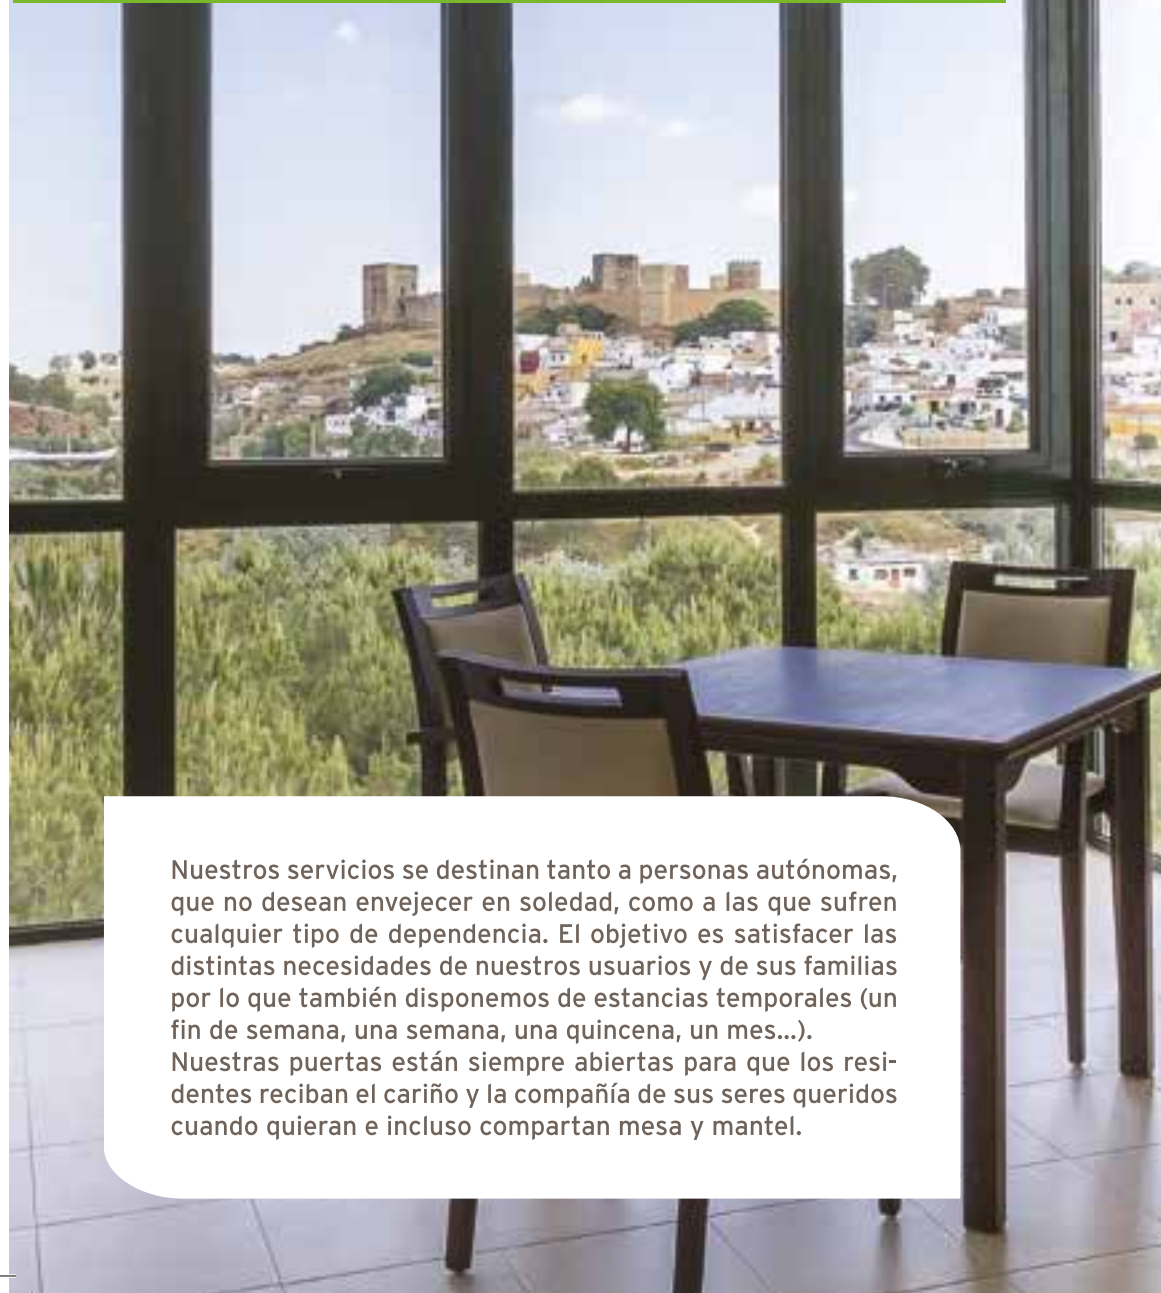 Nuestros servicios se destinan tanto a personas autónomas,
que no desean envejecer en soledad, como a las que sufren
cualquier tipo de dependencia. El objetivo es satisfacer las
distintas necesidades de nuestros usuarios y de sus familias
por lo que también disponemos de estancias temporales (un
fin de semana, una semana, una quincena, un mes...).
Nuestras puertas están siempre abiertas para que los resi-
dentes reciban el cariño y la compañía de sus seres queridos
cuando quieran e incluso compartan mesa y mantel.